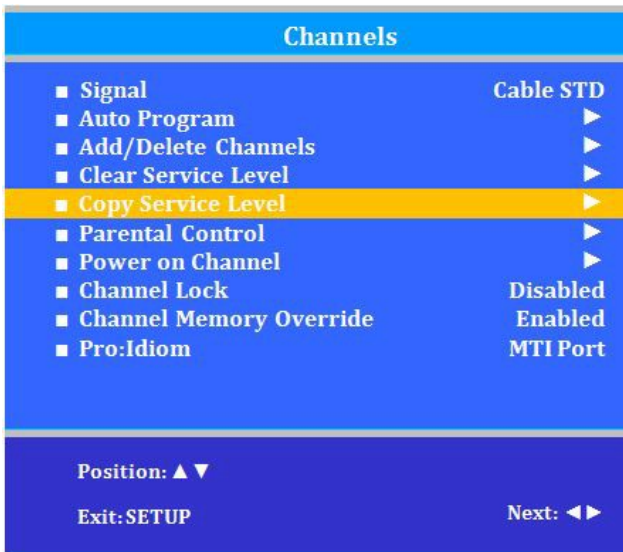 Channels
■ Signal Cable STD
■ Auto Program ▶
■ Add/Delete Channels ▶
■ Clear Service Level ▶
■ Copy Service Level ▶
■ Parental Control ▶
■ Power on Channel ▶
■ Channel Lock Disabled
■ Channel Memory Override Enabled
■ Pro:Idiom MTI Port
Position: ▲ ▼
Exit: SETUP Next: ◀ ▶